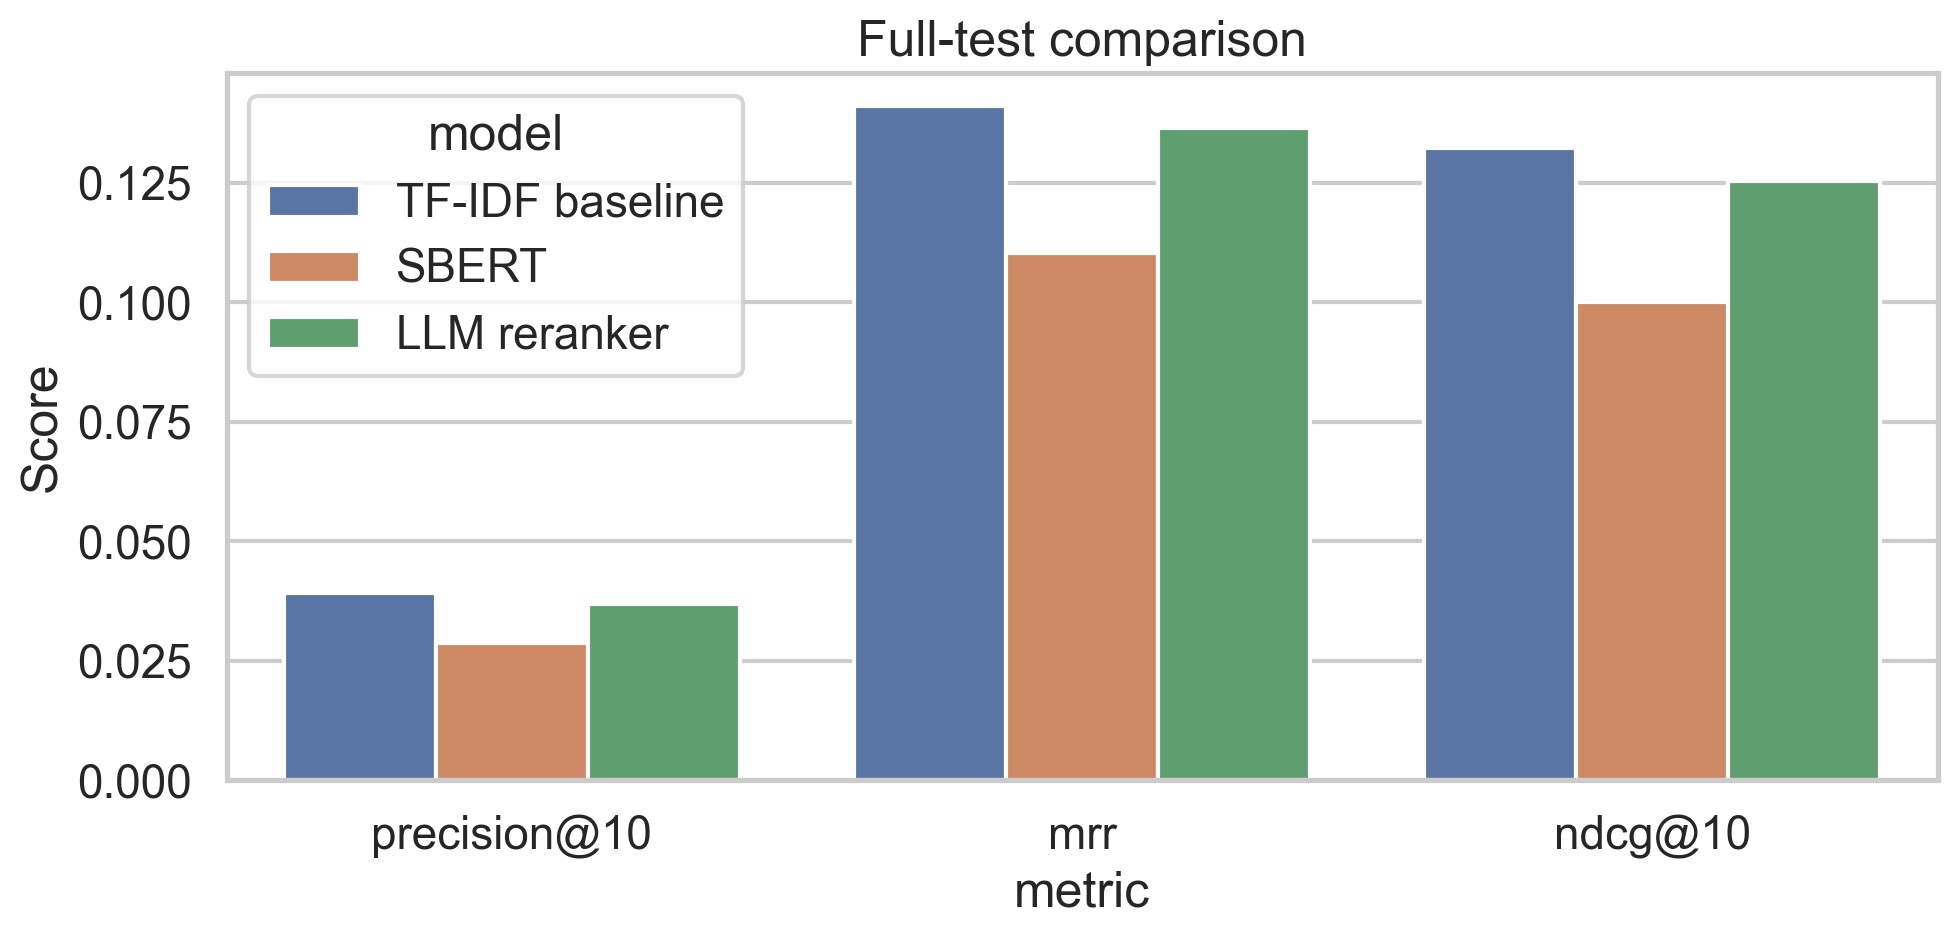 Full-test comparison
model
TF-IDF baseline
SBERT
LLM reranker
Score
0.125
0.100
0.075
0.050
0.025
0.000
precision@10
mrr
ndcg@10
metric